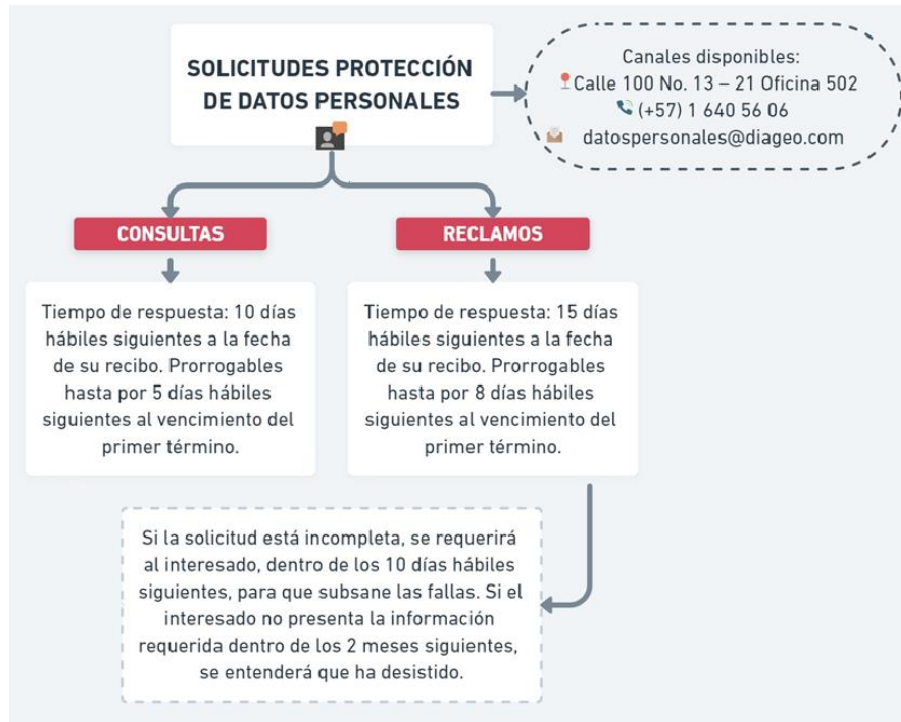 SOLICITUDES PROTECCIÓN
DE DATOS PERSONALES
Canales disponibles:
Calle 100 No. 13 – 21 Oficina 502
(+57) 1 640 56 06
datospersonales@diageo.com
CONSULTAS
Tiempo de respuesta: 10 días
hábiles siguientes a la fecha
de su recibo. Prorrogables
hasta por 5 días hábiles
siguientes al vencimiento del
primer término.
RECLAMOS
Tiempo de respuesta: 15 días
hábiles siguientes a la fecha
de su recibo. Prorrogables
hasta por 8 días hábiles
siguientes al vencimiento del
primer término.
Si la solicitud está incompleta, se requerirá
al interesado, dentro de los 10 días hábiles
siguientes, para que subsane las fallas. Si el
interesado no presenta la información
requerida dentro de los 2 meses siguientes,
se entenderá que ha desistido.